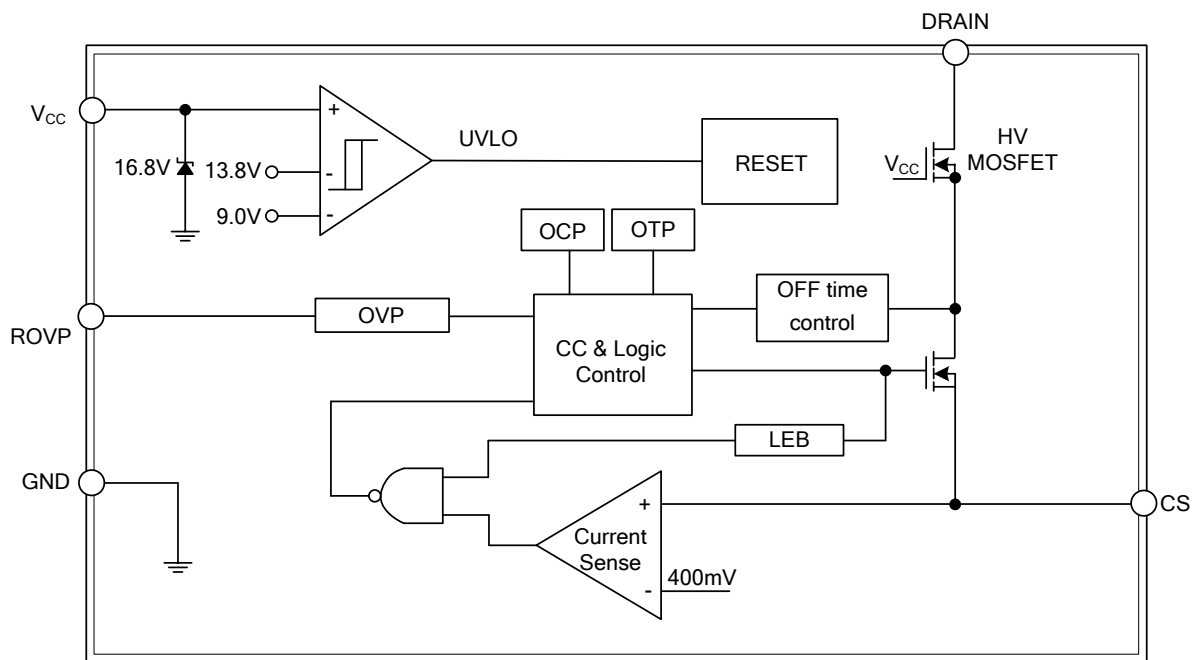 DRAIN
VCC
+
UVLO
HV
MOSFET
16.8V
13.8V
-
RESET
VCC
9.0V
-
OCP
OTP
ROVP
OVP
OFF time
control
CC & Logic
Control
LEB
GND
+
CS
Current
Sense
400mV
-